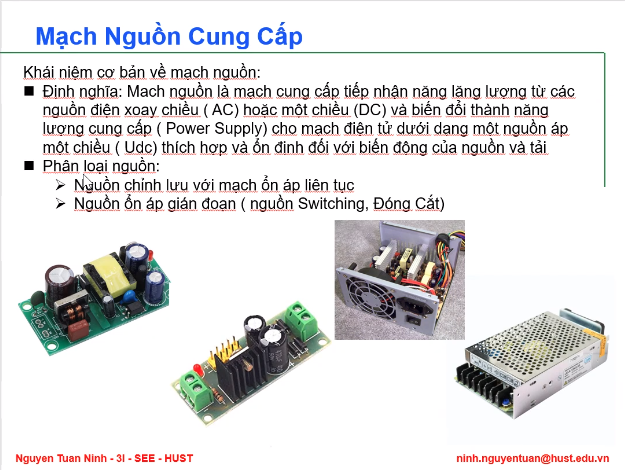 Mạch Nguồn Cung Cấp
Khái niệm cơ bản về mạch nguồn:
Định nghĩa: Mach nguồn là mạch cung cấp tiếp nhận năng lăng lượng từ các
nguồn điện xoay chiều ( AC) hoặc một chiều (DC) và biến đổi thành năng
lượng cung cấp ( Power Supply) cho mạch điện tử dưới dạng một nguồn áp
một chiều ( Udc) thích hợp và ổn đinh đối với biến động của nguồn và tải
Phân loại nguồn:
Nguồn chỉnh lưu với mạch ổn áp liên tục
Nguồn ổn áp gián đoạn ( nguồn Switching, Đóng Cắt)
Nguyen Tuan Ninh - 3I - SEE - HUST
ninh.nguyentuan@hust.edu.vn